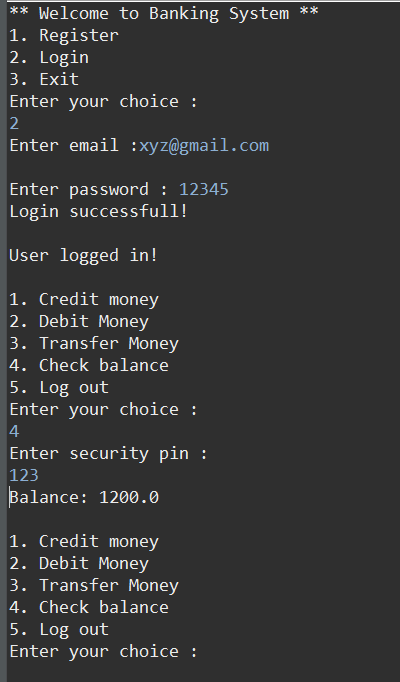 ** Welcome to Banking System **
1. Register
2. Login
3. Exit
Enter your choice :
2
Enter email :xyz@gmail.com
Enter password : 12345
Login successfull!
User logged in!
1. Credit money
2. Debit Money
3. Transfer Money
4. Check balance
5. Log out
Enter your choice :
4
Enter security pin :
123
Balance: 1200.0
1. Credit money
2. Debit Money
3. Transfer Money
4. Check balance
5. Log out
Enter your choice :